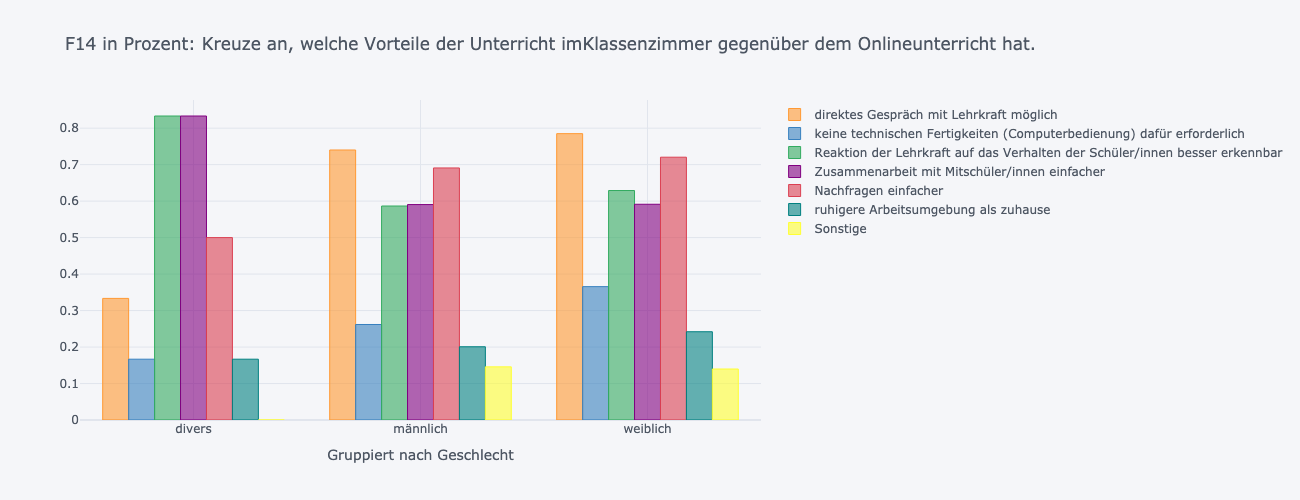 F14 in Prozent: Kreuze an, welche Vorteile der Unterricht imKlassenzimmer gegenüber dem Onlineunterricht hat.
direktes Gespräch mit Lehrkraft möglich
keine technischen Fertigkeiten (Computerbedienung) dafür erforderlich
Reaktion der Lehrkraft auf das Verhalten der Schüler/innen besser erkennbar
Zusammenarbeit mit Mitschüler/innen einfacher
Nachfragen einfacher
ruhigere Arbeitsumgebung als zuhause
Sonstige
0.8
0.7
0.6
0.5
0.4
0.3
0.2
0.1
0
divers männlich weiblich
Gruppiert nach Geschlecht